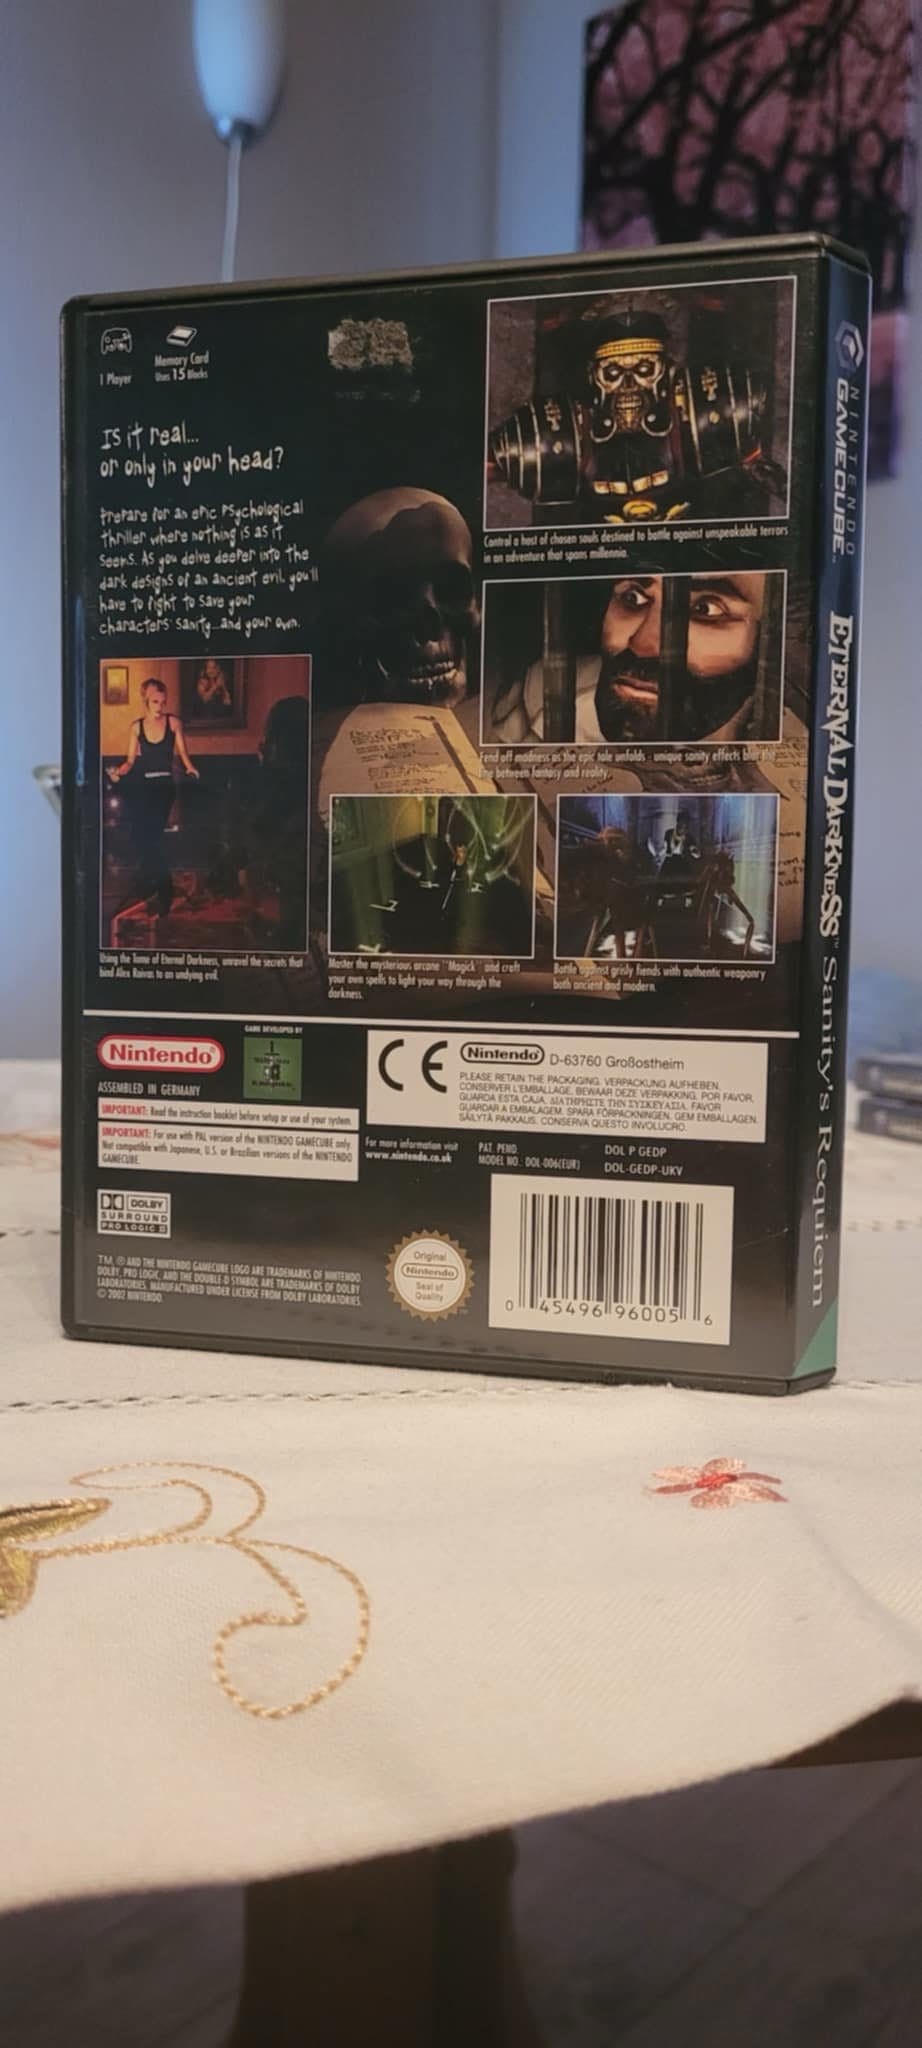 1 Player
Memory Card
Uses 15 Blocks
Is it real...
or only in your head?
Prepare for an epic psychological
thriller where nothing is as it
seems. As you delve deeper into the
dark designs of an ancient evil, you'll
have to fight to save your
characters' sanity...and your own.
Control a host of chosen souls destined to battle against unspeakable terrors
in an adventure that spans millennia.
Fend off madness as the epic tale unfolds - unique sanity effects blur the
line between fantasy and reality.
Using the Tome of Eternal Darkness, unravel the secrets that
bind Alex Roivas to an undying evil.
Master the mysterious arcane "Magick" and craft
your own spells to light your way through the
darkness.
Battle against grisly fiends with authentic weaponry
both ancient and modern.
Nintendo®
ASSEMBLED IN GERMANY
GAME DEVELOPED BY
IMPORTANT: Read the instruction booklet before setup or use of your system.
IMPORTANT: For use with PAL version of the NINTENDO GAMECUBE only.
Not compatible with Japanese, U.S. or Brazilian versions of the NINTENDO
GAMECUBE.
CE
Nintendo D-63760 Großostheim
PLEASE RETAIN THE PACKAGING. VERPACKUNG AUFHEBEN.
CONSERVER L'EMBALLAGE. BEWAAR DEZE VERPAKKING. POR FAVOR,
GUARDA ESTA CAJA. ΔΙΑΤΗΡΕΙΣΤΕ ΤΗΝ ΣΥΣΚΕΥΑΣΙΑ. FAVOR
GUARDAR A EMBALAGEM. SPARA FÖRPACKNINGEN. GEM EMBALLAGEN.
SÄILYTÄ PAKKAUS. CONSERVA QUESTO INVOLUCRO.
For more information visit
www.nintendo.co.uk
PAT. PEND.
MODEL NO.: DOL-006(EUR)
DOL P GEDP
DOL-GEDP-UKV
DOLBY
SURROUND
PRO LOGIC II
TM, ® AND THE NINTENDO GAMECUBE LOGO ARE TRADEMARKS OF NINTENDO
DOLBY, PRO LOGIC, AND THE DOUBLE-D SYMBOL ARE TRADEMARKS OF DOLBY
LABORATORIES. MANUFACTURED UNDER LICENSE FROM DOLBY LABORATORIES.
© 2002 NINTENDO
Original
Nintendo
Seal of
Quality
0 45496 96005 6
NINTENDO
GAMECUBE™
ETERNAL DARKNESS™ Sanity's Requiem